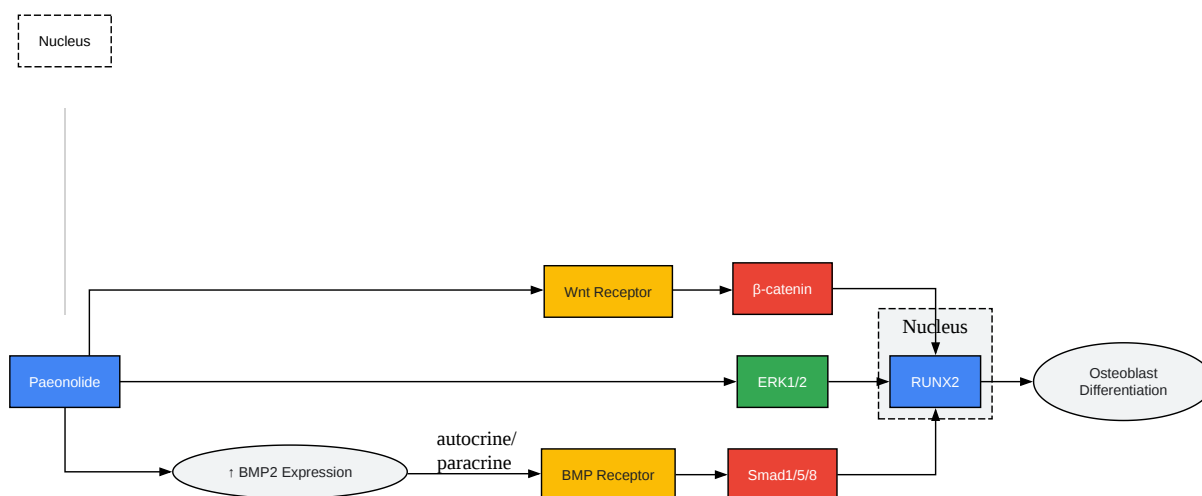 Nucleus
Wnt Receptor
β-catenin
Nucleus
Paeonolide
ERK1/2
RUNX2
Osteoblast
Differentiation
autocrine/
paracrine
↑ BMP2 Expression
BMP Receptor
Smad1/5/8